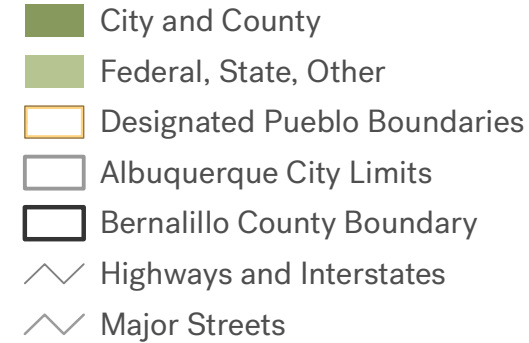 City and County
Federal, State, Other
Designated Pueblo Boundaries
Albuquerque City Limits
Bernalillo County Boundary
Highways and Interstates
Major Streets